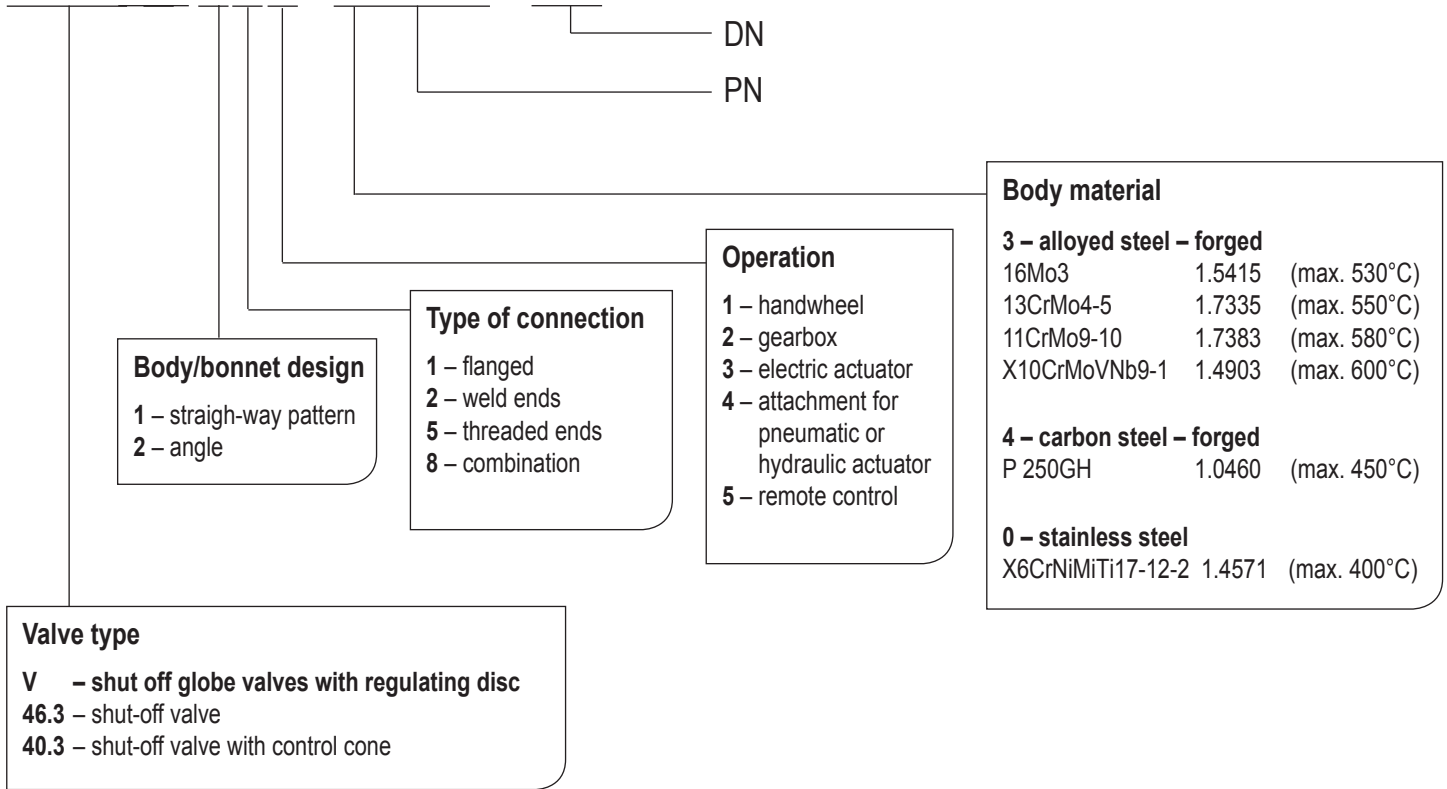 DN
PN
Body material
3 – alloyed steel – forged
16Mo3 1.5415 (max. 530°C)
13CrMo4-5 1.7335 (max. 550°C)
11CrMo9-10 1.7383 (max. 580°C)
X10CrMoVNb9-1 1.4903 (max. 600°C)
4 – carbon steel – forged
P 250GH 1.0460 (max. 450°C)
0 – stainless steel
X6CrNiMiTi17-12-2 1.4571 (max. 400°C)
Operation
1 – handwheel
2 – gearbox
3 – electric actuator
4 – attachment for
pneumatic or
hydraulic actuator
5 – remote control
Type of connection
1 – flanged
2 – weld ends
5 – threaded ends
8 – combination
Body/bonnet design
1 – straigh-way pattern
2 – angle
Valve type
V – shut off globe valves with regulating disc
46.3 – shut-off valve
40.3 – shut-off valve with control cone